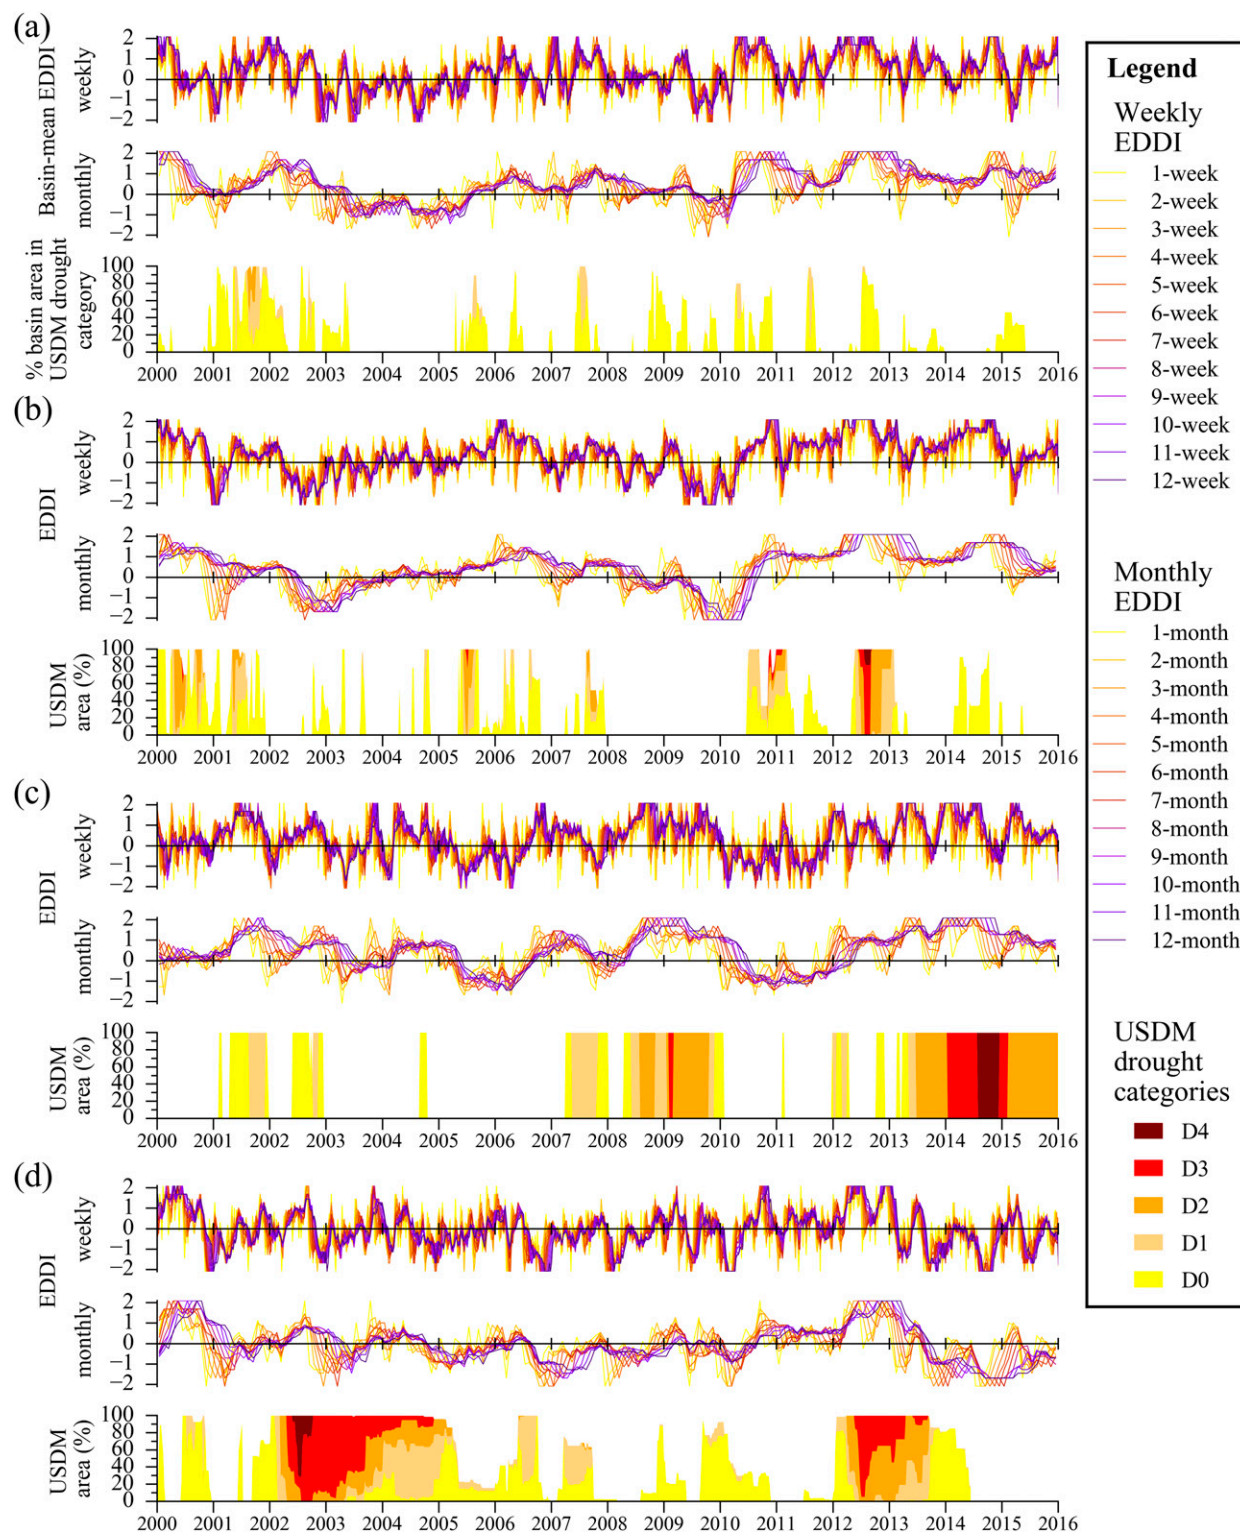 (a)
Basin-mean EDDI
weekly
2
1
0
−1
−2
monthly
2
1
0
−1
−2
% basin area in
USDM drought
category
100
80
60
40
20
0
2000 2001 2002 2003 2004 2005 2006 2007 2008 2009 2010 2011 2012 2013 2014 2015 2016
(b)
EDDI
weekly
2
1
0
−1
−2
monthly
2
1
0
−1
−2
USDM
area (%)
100
80
60
40
20
0
2000 2001 2002 2003 2004 2005 2006 2007 2008 2009 2010 2011 2012 2013 2014 2015 2016
(c)
EDDI
weekly
2
1
0
−1
−2
monthly
2
1
0
−1
−2
USDM
area (%)
100
80
60
40
20
0
2000 2001 2002 2003 2004 2005 2006 2007 2008 2009 2010 2011 2012 2013 2014 2015 2016
(d)
EDDI
weekly
2
1
0
−1
−2
monthly
2
1
0
−1
−2
USDM
area (%)
100
80
60
40
20
0
2000 2001 2002 2003 2004 2005 2006 2007 2008 2009 2010 2011 2012 2013 2014 2015 2016
Legend
Weekly
EDDI
1-week
2-week
3-week
4-week
5-week
6-week
7-week
8-week
9-week
10-week
11-week
12-week
Monthly
EDDI
1-month
2-month
3-month
4-month
5-month
6-month
7-month
8-month
9-month
10-month
11-month
12-month
USDM
drought
categories
D4
D3
D2
D1
D0